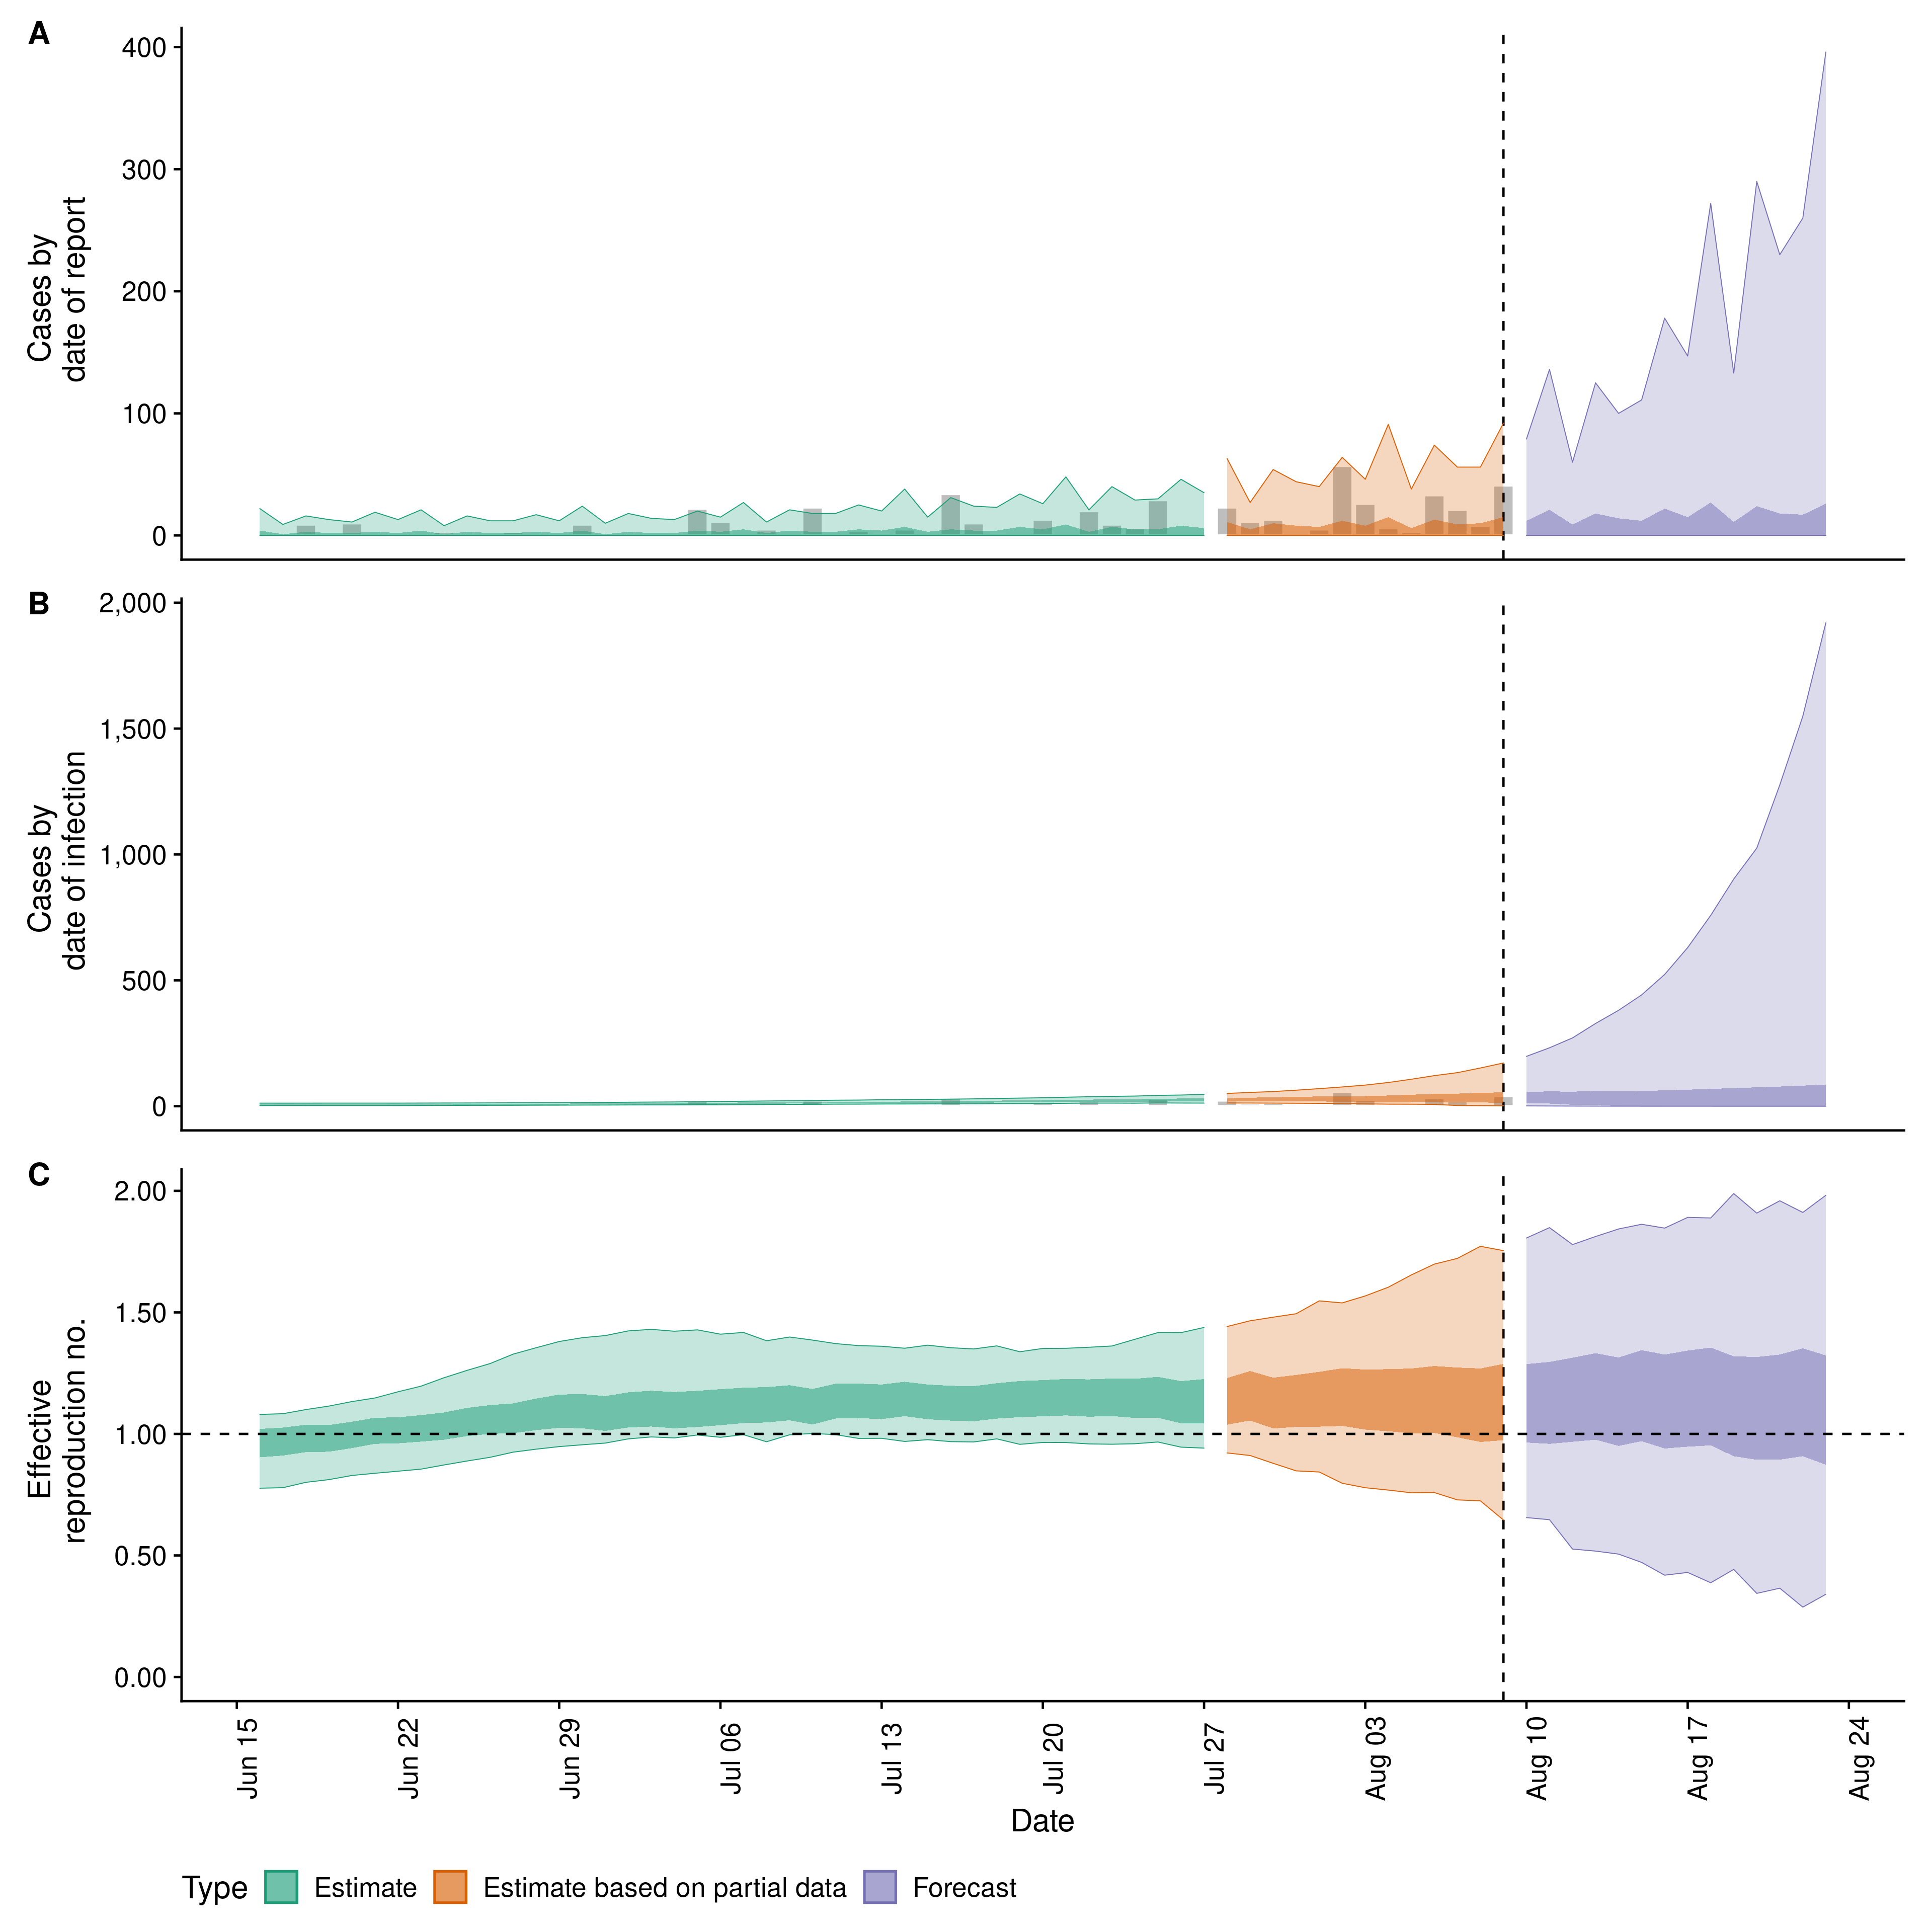 A
Cases by
date of report
400
300
200
100
0
B
Cases by
date of infection
2,000
1,500
1,000
500
0
C
Effective
reproduction no.
2.00
1.50
1.00
0.50
0.00
Jun 15
Jun 22
Jun 29
Jul 06
Jul 13
Jul 20
Jul 27
Aug 03
Aug 10
Aug 17
Aug 24
Date
Type Estimate Estimate based on partial data Forecast